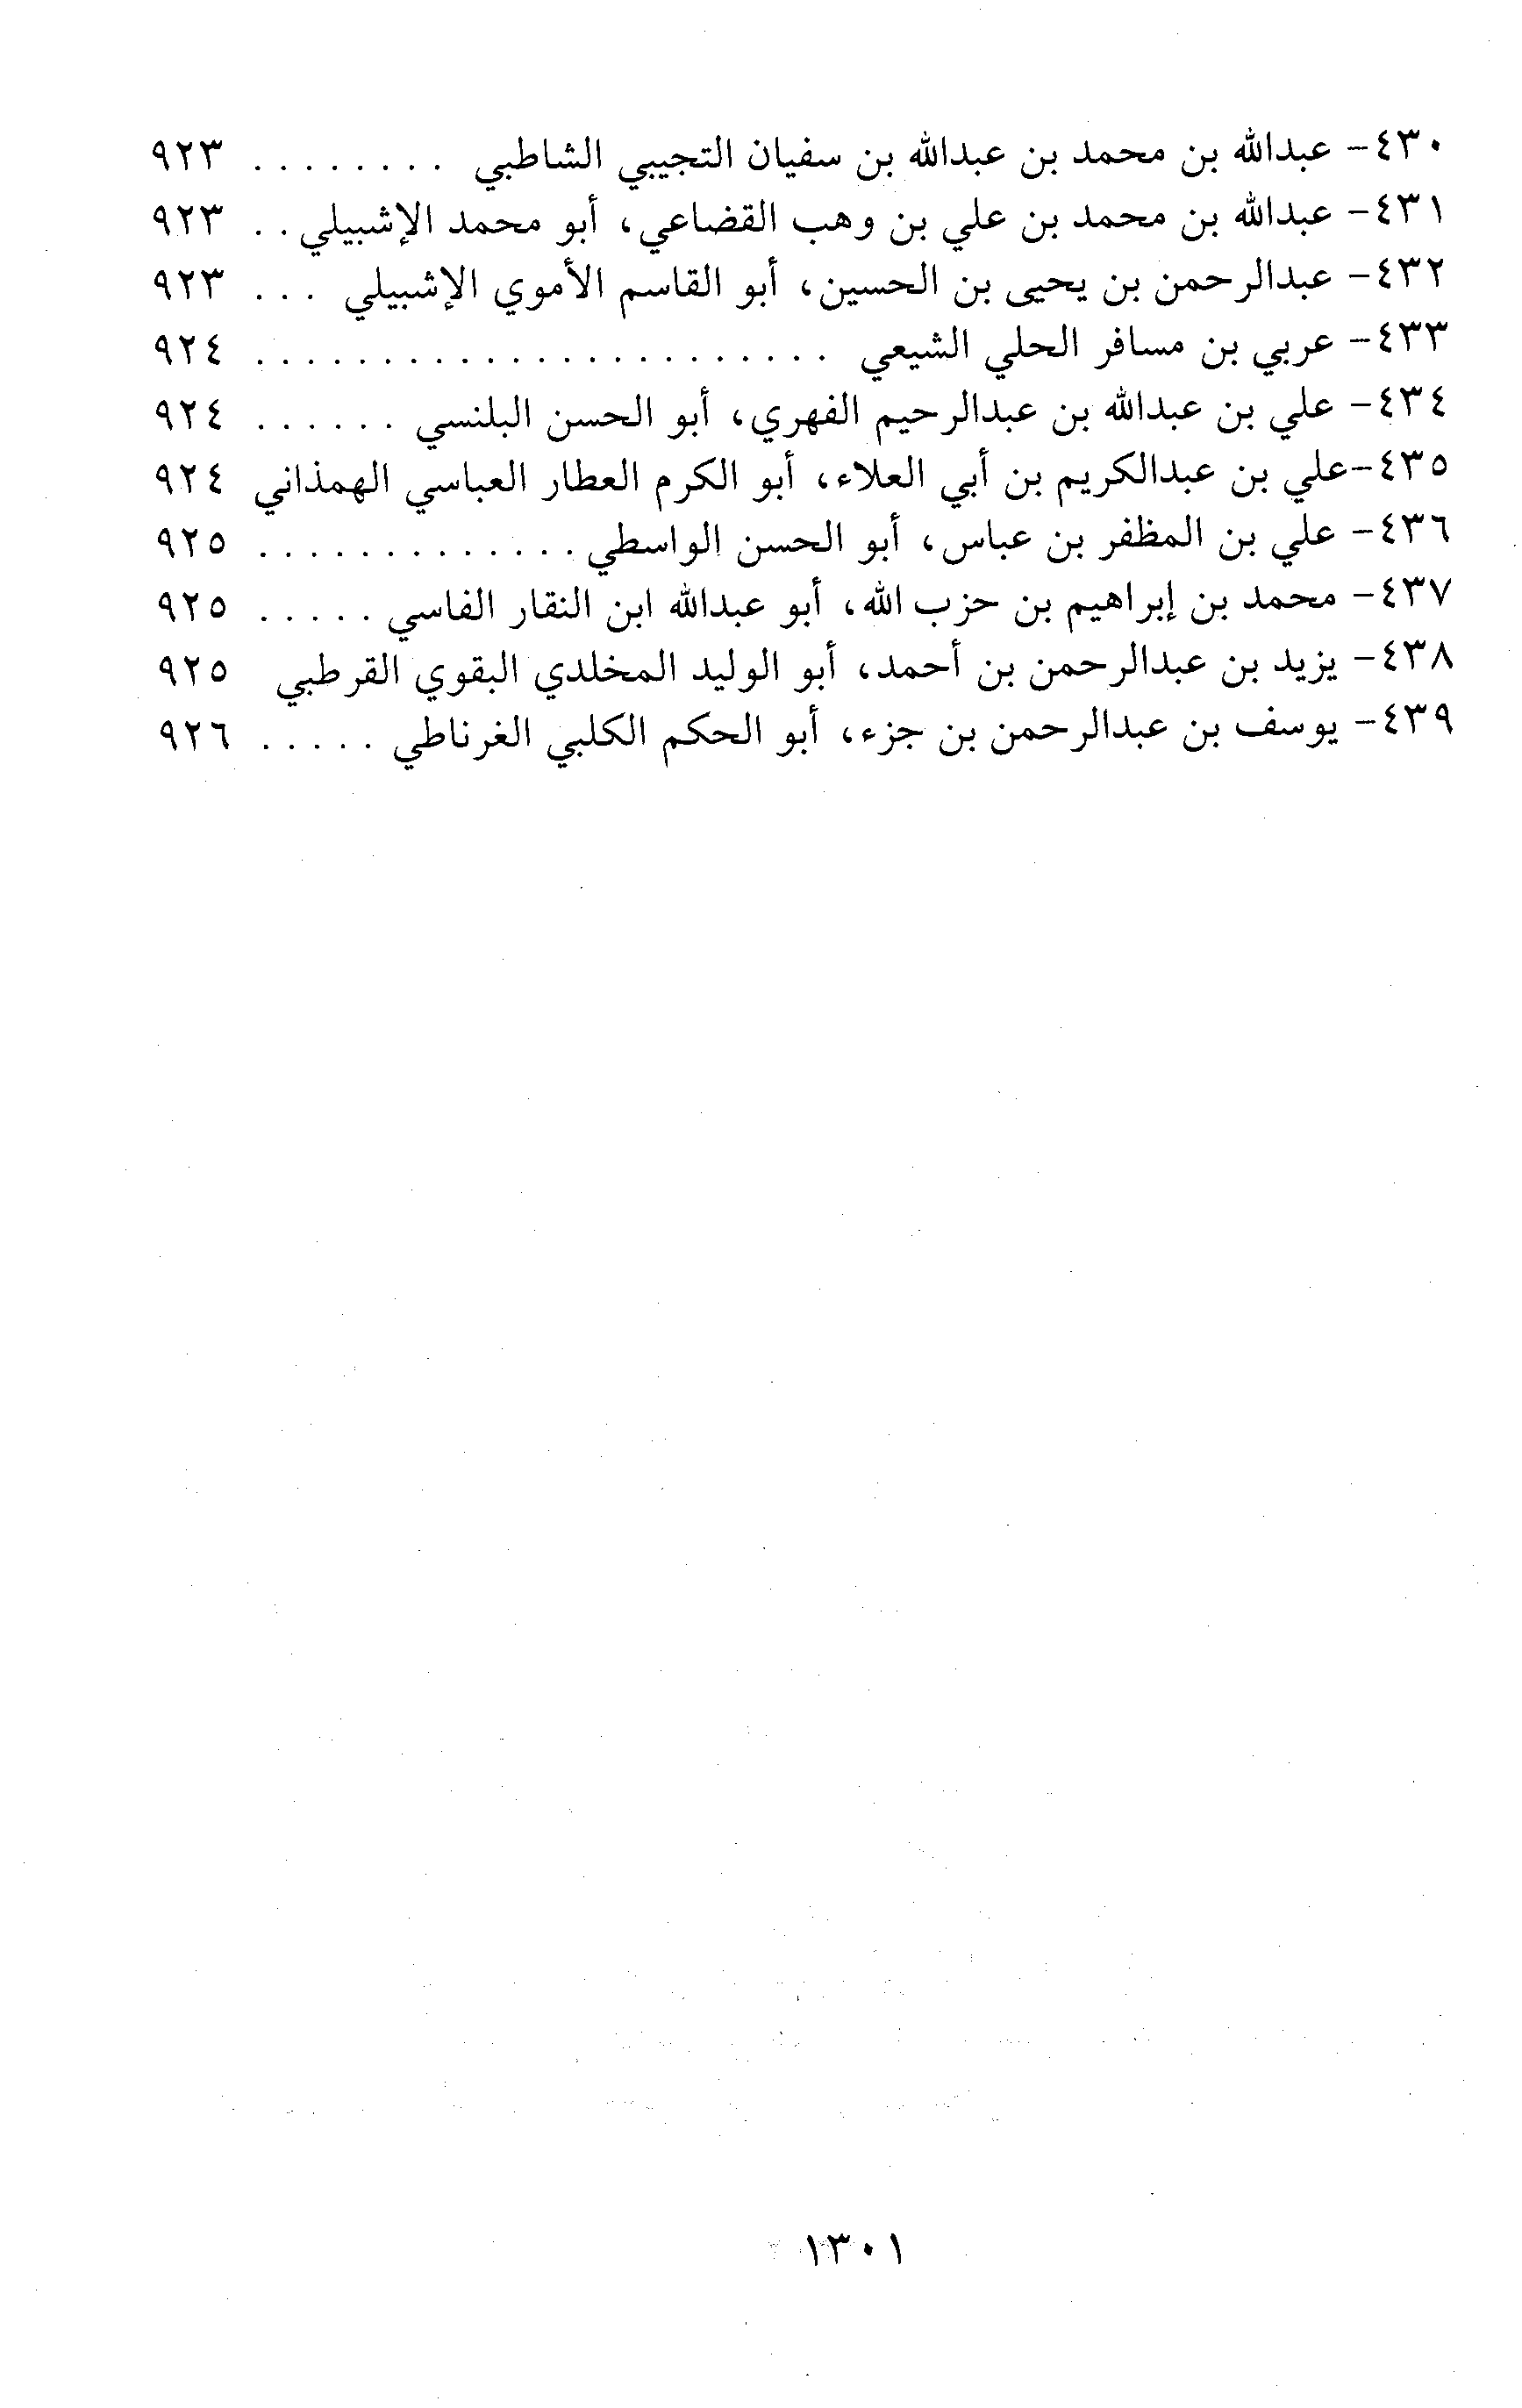 ٤٣٠- عبدالله بن محمد بن عبدالله بن سفيان التجيبي الشاطبي . . . . . . . . ٩٢٣
٤٣١- عبدالله بن محمد بن علي بن وهب القضاعي، أبو محمد الإشبيلي . . ٩٢٣
٤٣٢- عبدالرحمن بن يحيى بن الحسين، أبو القاسم الأموي الإشبيلي . . . ٩٢٣
٤٣٣- عربي بن مسافر الحلي الشيعي . . . . . . . . . . . . . . . . . . . . . . . ٩٢٤
٤٣٤- علي بن عبدالله بن عبدالرحيم الفهري، أبو الحسن البلنسي . . . . . . ٩٢٤
٤٣٥-علي بن عبدالكريم بن أبي العلاء، أبو الكرم العطار العباسي الهمذاني ٩٢٤
٤٣٦- علي بن المظفر بن عباس، أبو الحسن الواسطي . . . . . . . . . . . . . ٩٢٥
٤٣٧- محمد بن إبراهيم بن حزب الله، أبو عبدالله ابن النقار الفاسي . . . . . ٩٢٥
٤٣٨- يزيد بن عبدالرحمن بن أحمد، أبو الوليد المخلدي البقوي القرطبي ٩٢٥
٤٣٩- يوسف بن عبدالرحمن بن جزء، أبو الحكم الكلبي الغرناطي . . . . . ٩٢٦
١٣٠١